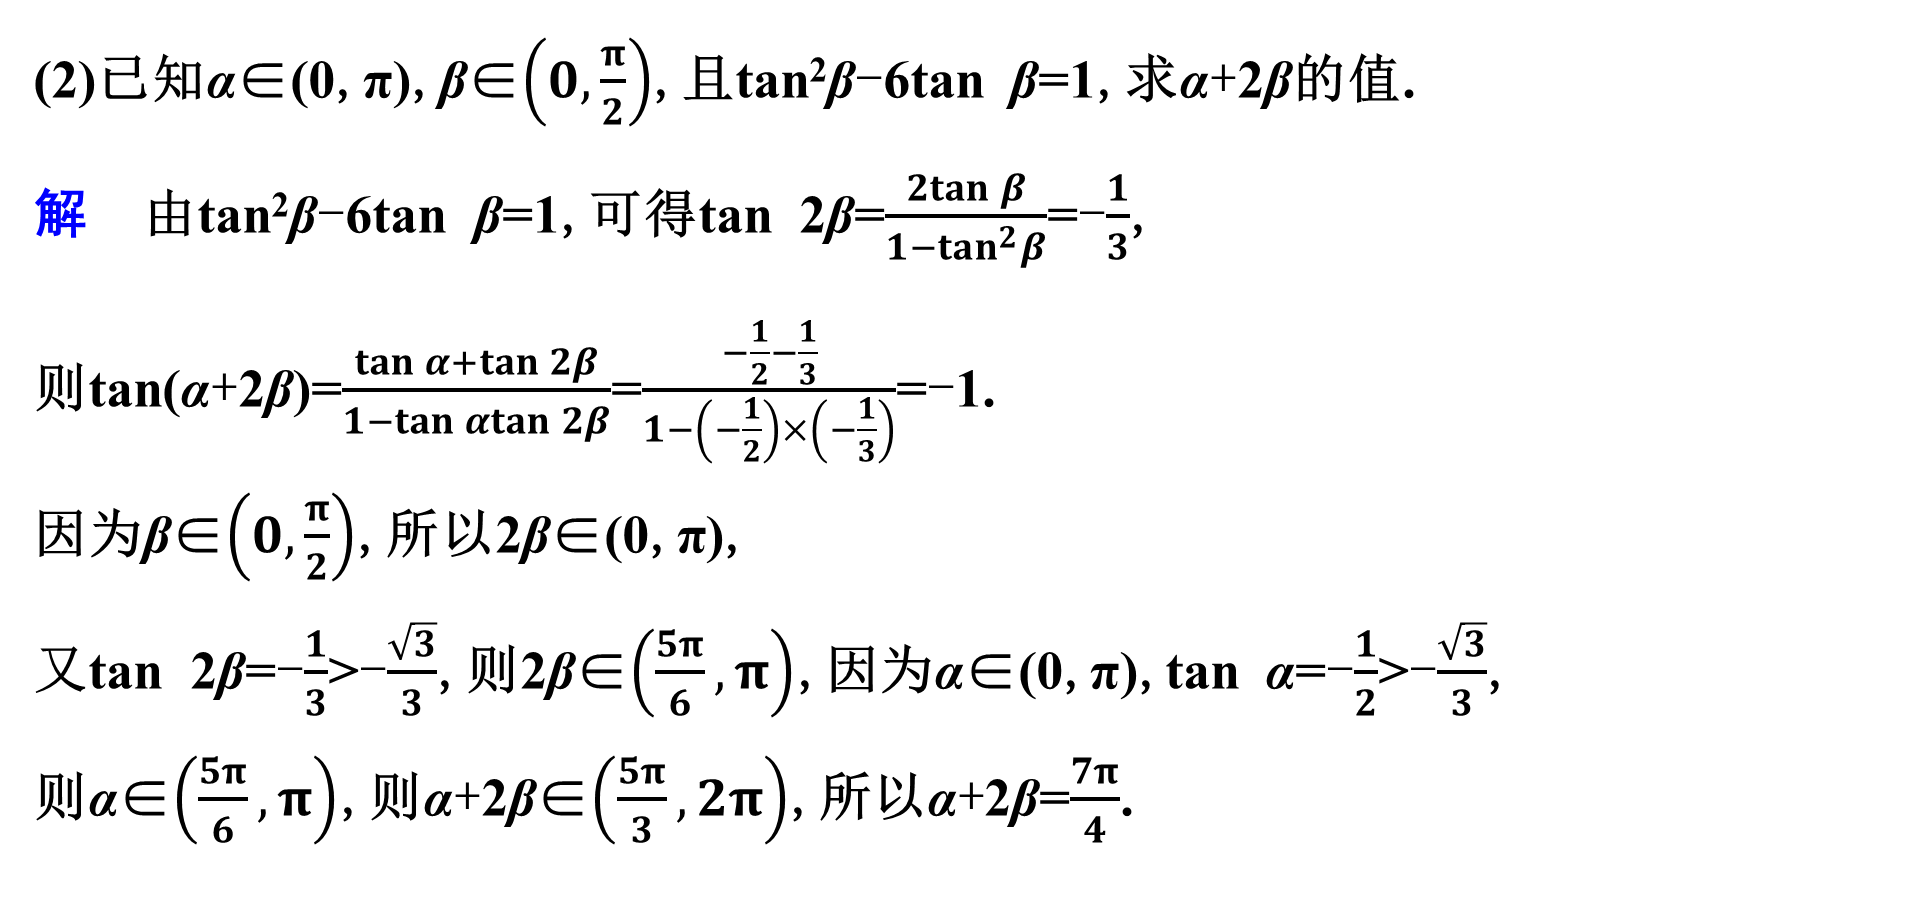 (2)已知α∈(0, π), β∈(0, π/2), 且tan²β−6tan β=1, 求α+2β的值.
解 由tan²β−6tan β=1, 可得tan 2β=2tan β/(1−tan²β)=−1/3,
则tan(α+2β)=(tan α+tan 2β)/(1−tan αtan 2β)=(−1/2−1/3)/(1−(−1/2)×(−1/3))=−1.
因为β∈(0, π/2), 所以2β∈(0, π),
又tan 2β=−1/3>−√3/3, 则2β∈(5π/6, π), 因为α∈(0, π), tan α=−1/2>−√3/3,
则α∈(5π/6, π), 则α+2β∈(5π/3, 2π), 所以α+2β=7π/4.